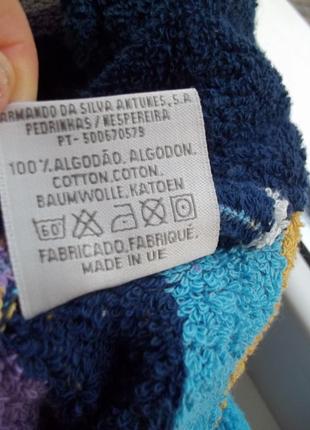 ARMANDO DA SILVA ANTUNES, S.A.
PEDRINHAS / NESPEREIRA
PT- 500670579
100% ALGODÃO. ALGODON.
COTTON.COTON.
BAUMWOLLE, KATOEN
60°
FABRICADO.FABRIQUÉ
MADE IN UE